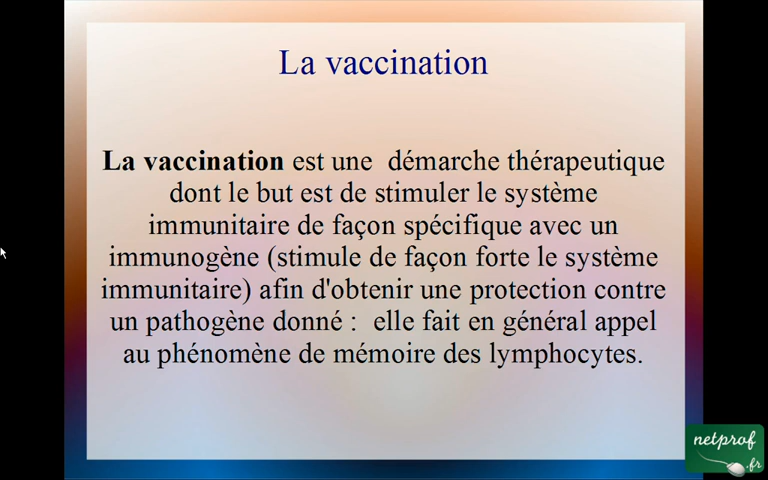 La vaccination
La vaccination est une démarche thérapeutique
dont le but est de stimuler le système
immunitaire de façon spécifique avec un
immunogène (stimule de façon forte le système
immunitaire) afin d'obtenir une protection contre
un pathogène donné : elle fait en général appel
au phénomène de mémoire des lymphocytes.
netprof
.fr